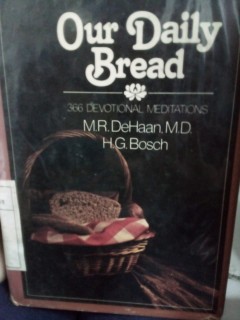 Our Daily
Bread
366 DEVOTIONAL MEDITATIONS
M.R. DeHaan, M.D.
H.G. Bosch